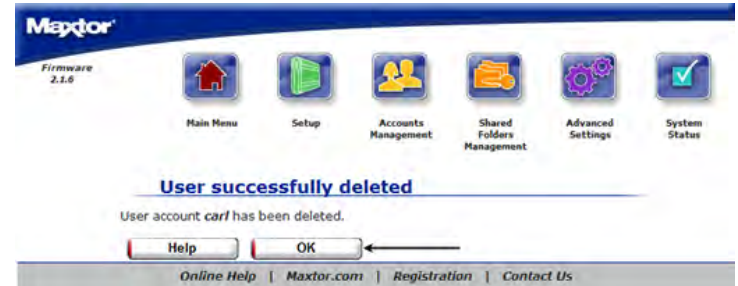 Maxtor
Firmware
2.1.6
Main Menu
Setup
Accounts
Management
Shared
Folders
Management
Advanced
Settings
System
Status
User successfully deleted
User account carl has been deleted.
Help
OK
Online Help | Maxtor.com | Registration | Contact Us